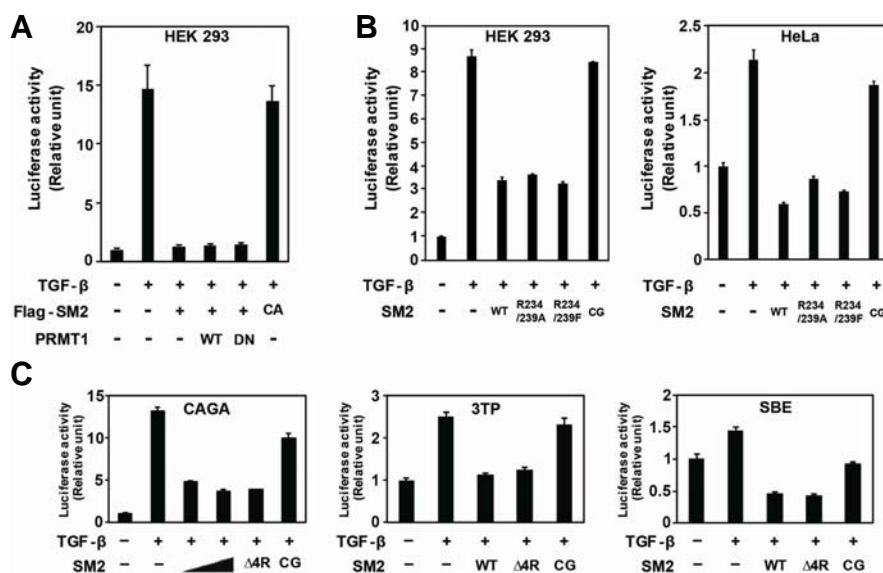 A
HEK 293
Luciferase activity
(Relative unit)
20
15
10
5
0
TGF-β - + + + + +
Flag-SM2 - - + + + CA
PRMT1 - - - WT DN -
B
HEK 293
Luciferase activity
(Relative unit)
10
9
8
7
6
5
4
3
2
1
0
TGF-β - + + + + +
SM2 - - WT R234/239A R234/239F CG
HeLa
Luciferase activity
(Relative unit)
2.5
2
1.5
1
0.5
0
TGF-β - + + + + +
SM2 - - WT R234/239A R234/239F CG
C
CAGA
Luciferase activity
(Relative unit)
15
10
5
0
TGF-β - + + + + +
SM2 - - Δ4R CG
3TP
Luciferase activity
(Relative unit)
3
2
1
0
TGF-β - + + + +
SM2 - - WT Δ4R CG
SBE
Luciferase activity
(Relative unit)
2
1.5
1
0.5
0
TGF-β - + + + +
SM2 - - WT Δ4R CG